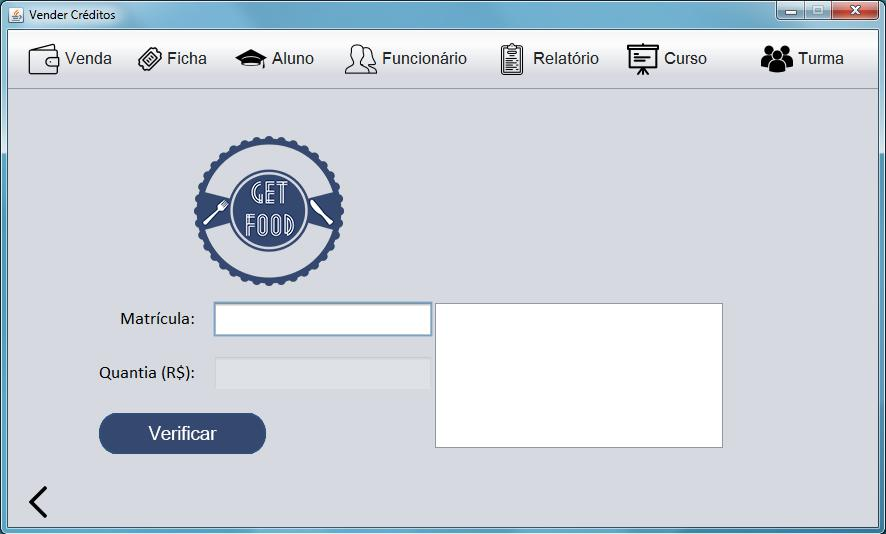 Vender Créditos
Venda Ficha Aluno Funcionário Relatório Curso Turma
GET
FOOD
Matrícula:
Quantia (R$):
Verificar